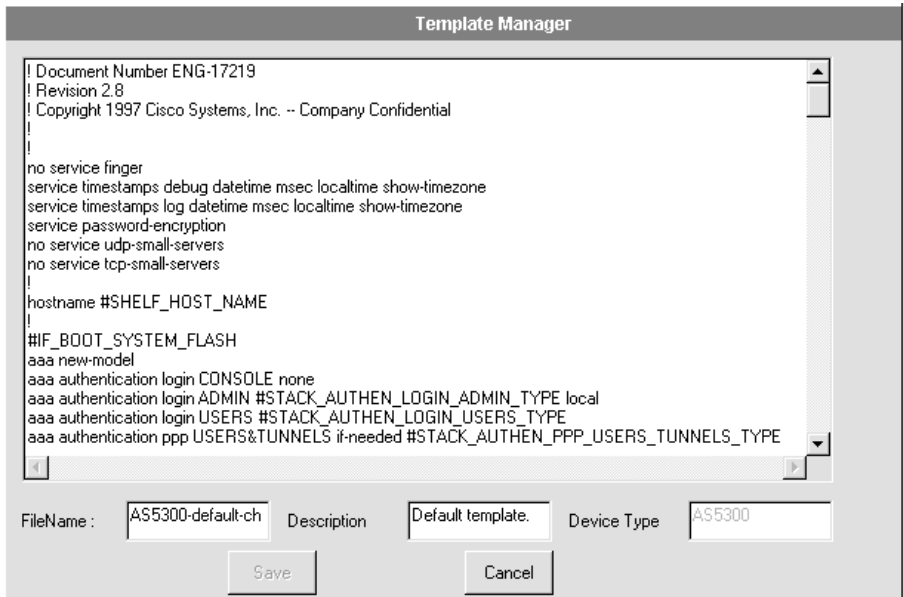 Template Manager
! Document Number ENG-17219
! Revision 2.8
! Copyright 1997 Cisco Systems, Inc. -- Company Confidential
!
!
no service finger
service timestamps debug datetime msec localtime show-timezone
service timestamps log datetime msec localtime show-timezone
service password-encryption
no service udp-small-servers
no service tcp-small-servers
!
hostname #SHELF_HOST_NAME
!
#IF_BOOT_SYSTEM_FLASH
aaa new-model
aaa authentication login CONSOLE none
aaa authentication login ADMIN #STACK_AUTHEN_LOGIN_ADMIN_TYPE local
aaa authentication login USERS #STACK_AUTHEN_LOGIN_USERS_TYPE
aaa authentication ppp USERS&TUNNELS if-needed #STACK_AUTHEN_PPP_USERS_TUNNELS_TYPE
FileName : AS5300-default-ch Description Default template. Device Type AS5300
Save Cancel